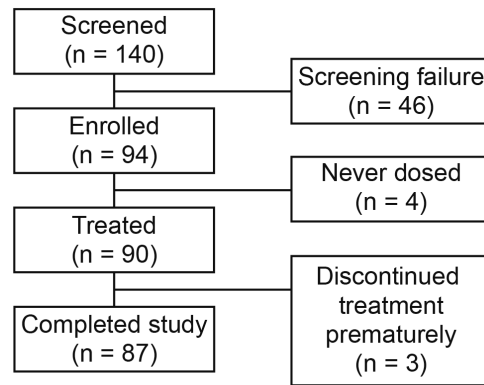 Screened
(n = 140)
Screening failure
(n = 46)
Enrolled
(n = 94)
Never dosed
(n = 4)
Treated
(n = 90)
Discontinued
treatment
prematurely
(n = 3)
Completed study
(n = 87)